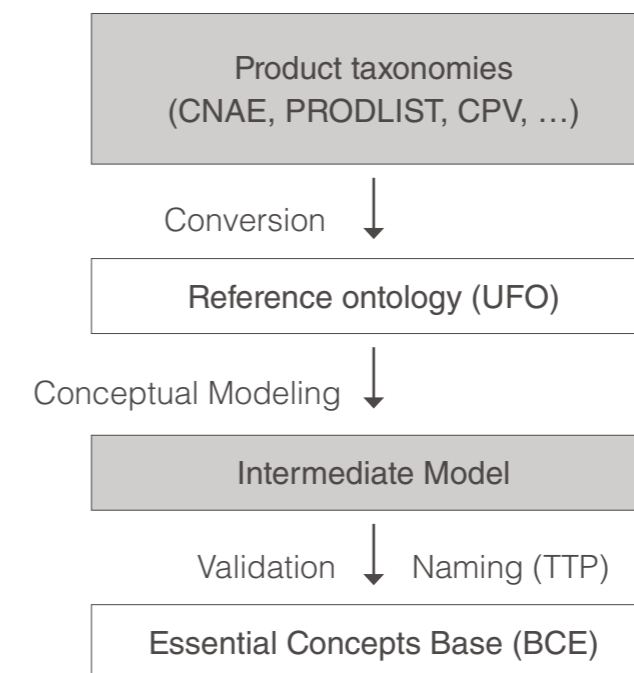 Product taxonomies
(CNAE, PRODLIST, CPV, …)
Conversion
Reference ontology (UFO)
Conceptual Modeling
Intermediate Model
Validation
Naming (TTP)
Essential Concepts Base (BCE)